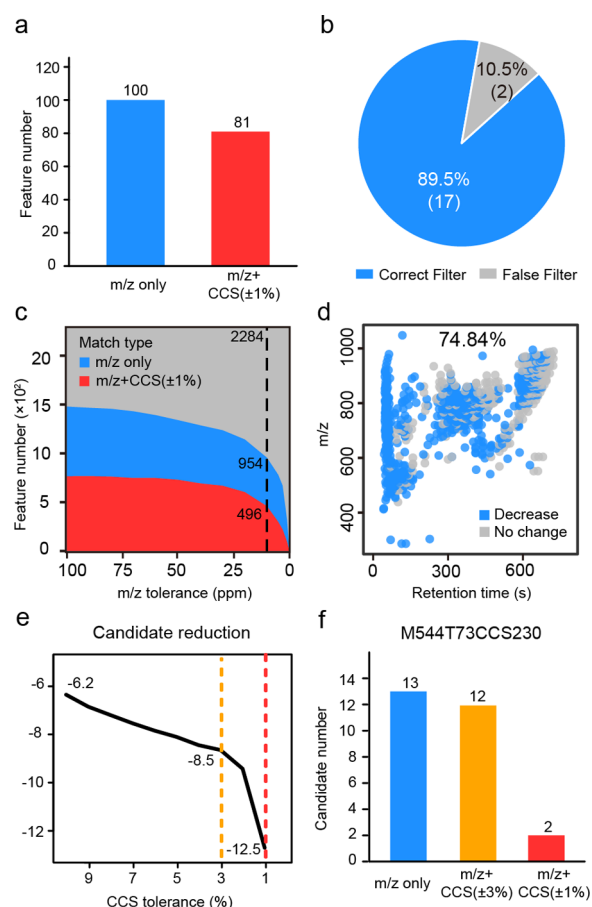 a
Feature number
120
100
80
60
40
20
0
100
81
m/z only
m/z+
CCS(±1%)
b
10.5%
(2)
89.5%
(17)
Correct Filter
False Filter
c
Feature number (×10²)
20
15
10
5
0
Match type
m/z only
m/z+CCS(±1%)
2284
954
496
100
75
50
25
0
m/z tolerance (ppm)
d
74.84%
m/z
1000
800
600
400
Decrease
No change
0
300
600
Retention time (s)
e
Candidate reduction
-6
-8
-10
-12
-6.2
-8.5
-12.5
9
7
5
3
1
CCS tolerance (%)
f
M544T73CCS230
Candidate number
14
12
10
8
6
4
2
0
13
12
2
m/z only
m/z+
CCS(±3%)
m/z+
CCS(±1%)